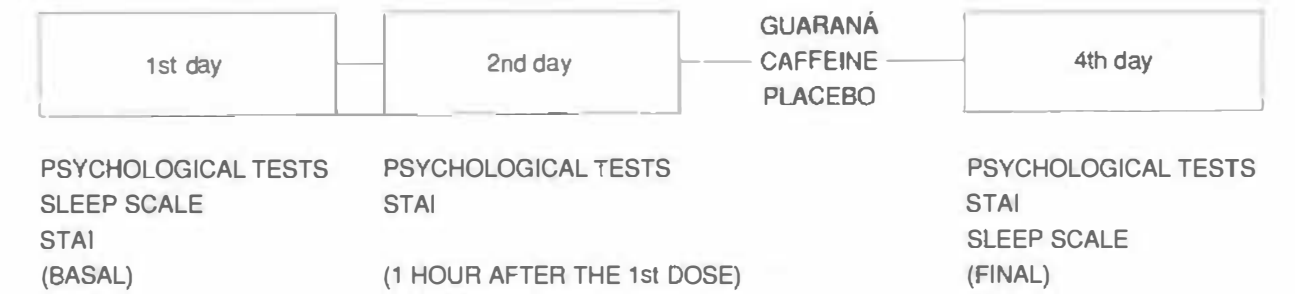 1st day
2nd day
GUARANÁ
CAFFEINE
PLACEBO
4th day
PSYCHOLOGICAL TESTS
SLEEP SCALE
STAI
(BASAL)
PSYCHOLOGICAL TESTS
STAI
(1 HOUR AFTER THE 1st DOSE)
PSYCHOLOGICAL TESTS
STAI
SLEEP SCALE
(FINAL)